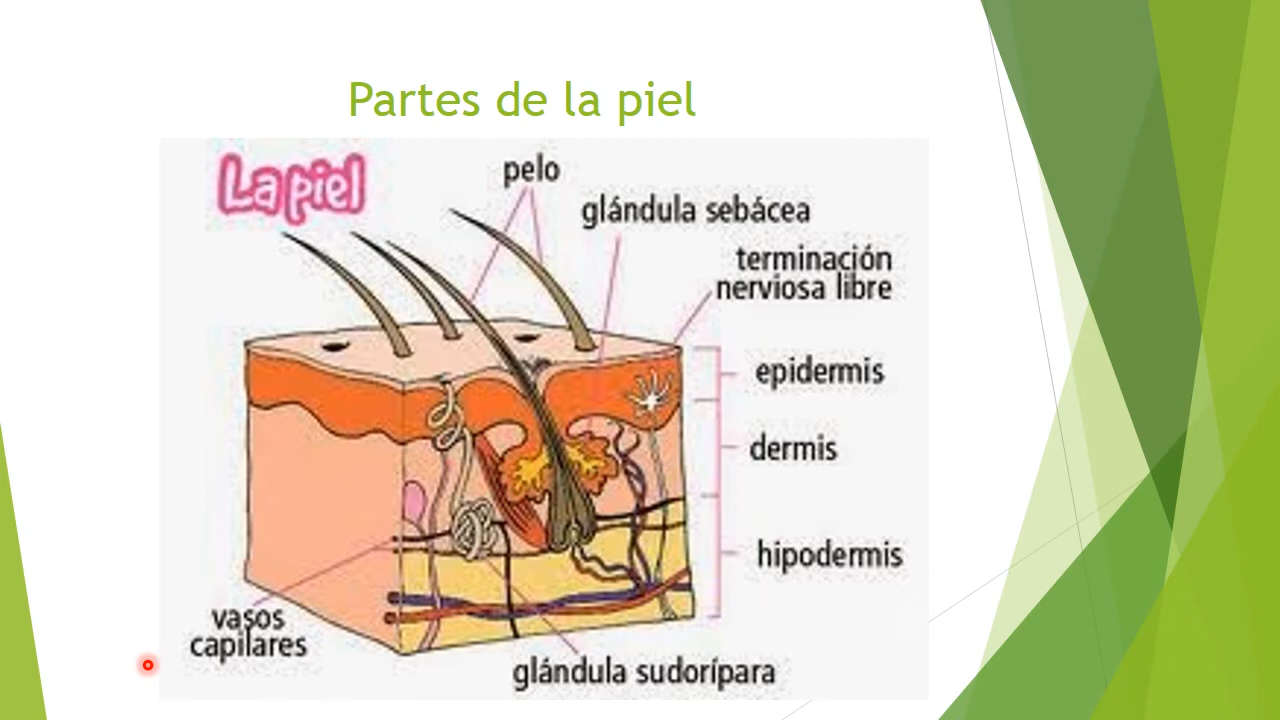 Partes de la piel
La piel
pelo
glándula sebácea
terminación
nerviosa libre
epidermis
dermis
hipodermis
vasos
capilares
glándula sudorípara